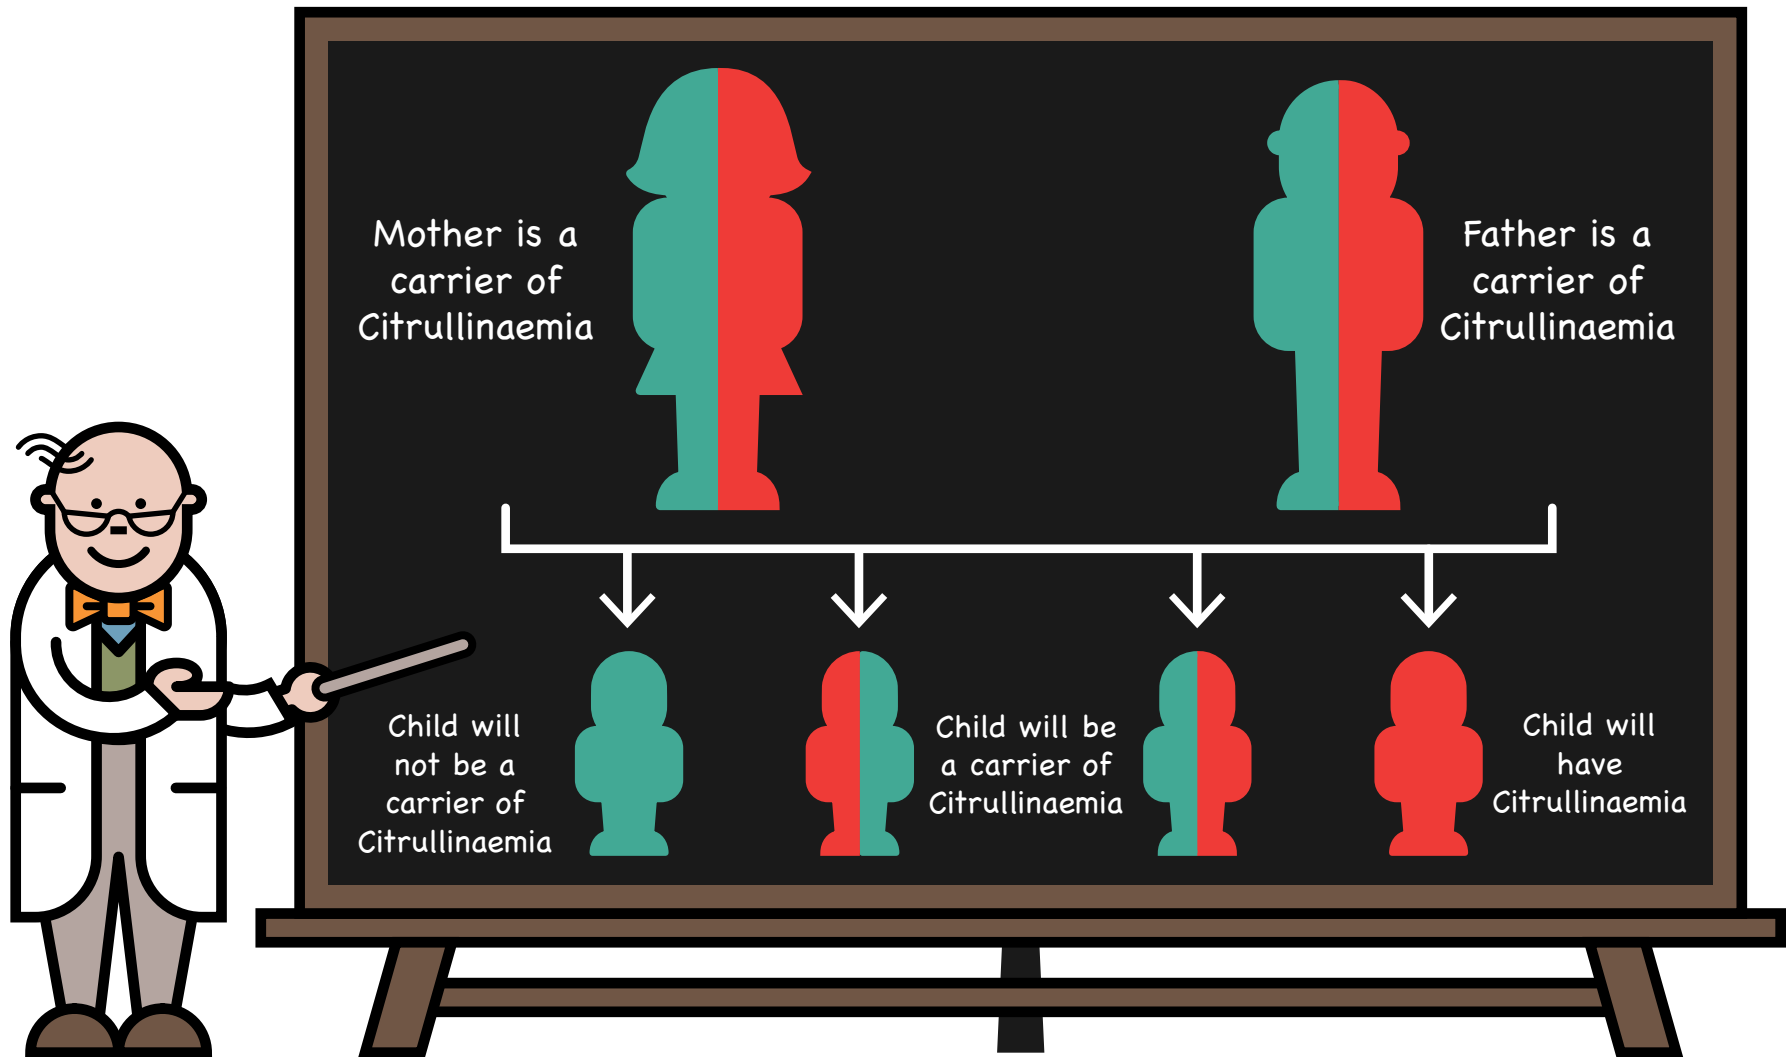 Mother is a
carrier of
Citrullinaemia
Father is a
carrier of
Citrullinaemia
Child will
not be a
carrier of
Citrullinaemia
Child will be
a carrier of
Citrullinaemia
Child will
have
Citrullinaemia